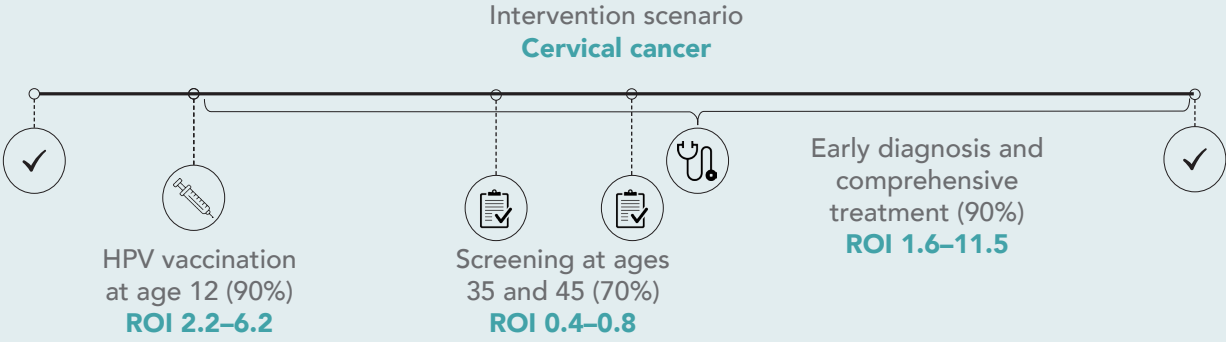 Intervention scenario
Cervical cancer
HPV vaccination
at age 12 (90%)
ROI 2.2–6.2
Screening at ages
35 and 45 (70%)
ROI 0.4–0.8
Early diagnosis and
comprehensive
treatment (90%)
ROI 1.6–11.5